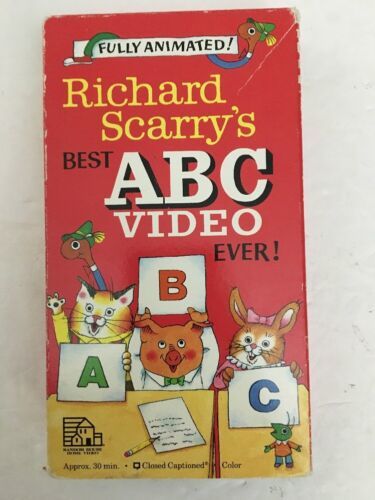 FULLY ANIMATED!
Richard
Scarry's
BEST
ABC
VIDEO
EVER!
B
A
C
RANDOM HOUSE
HOME VIDEO
Approx. 30 min. • Closed Captioned® • Color